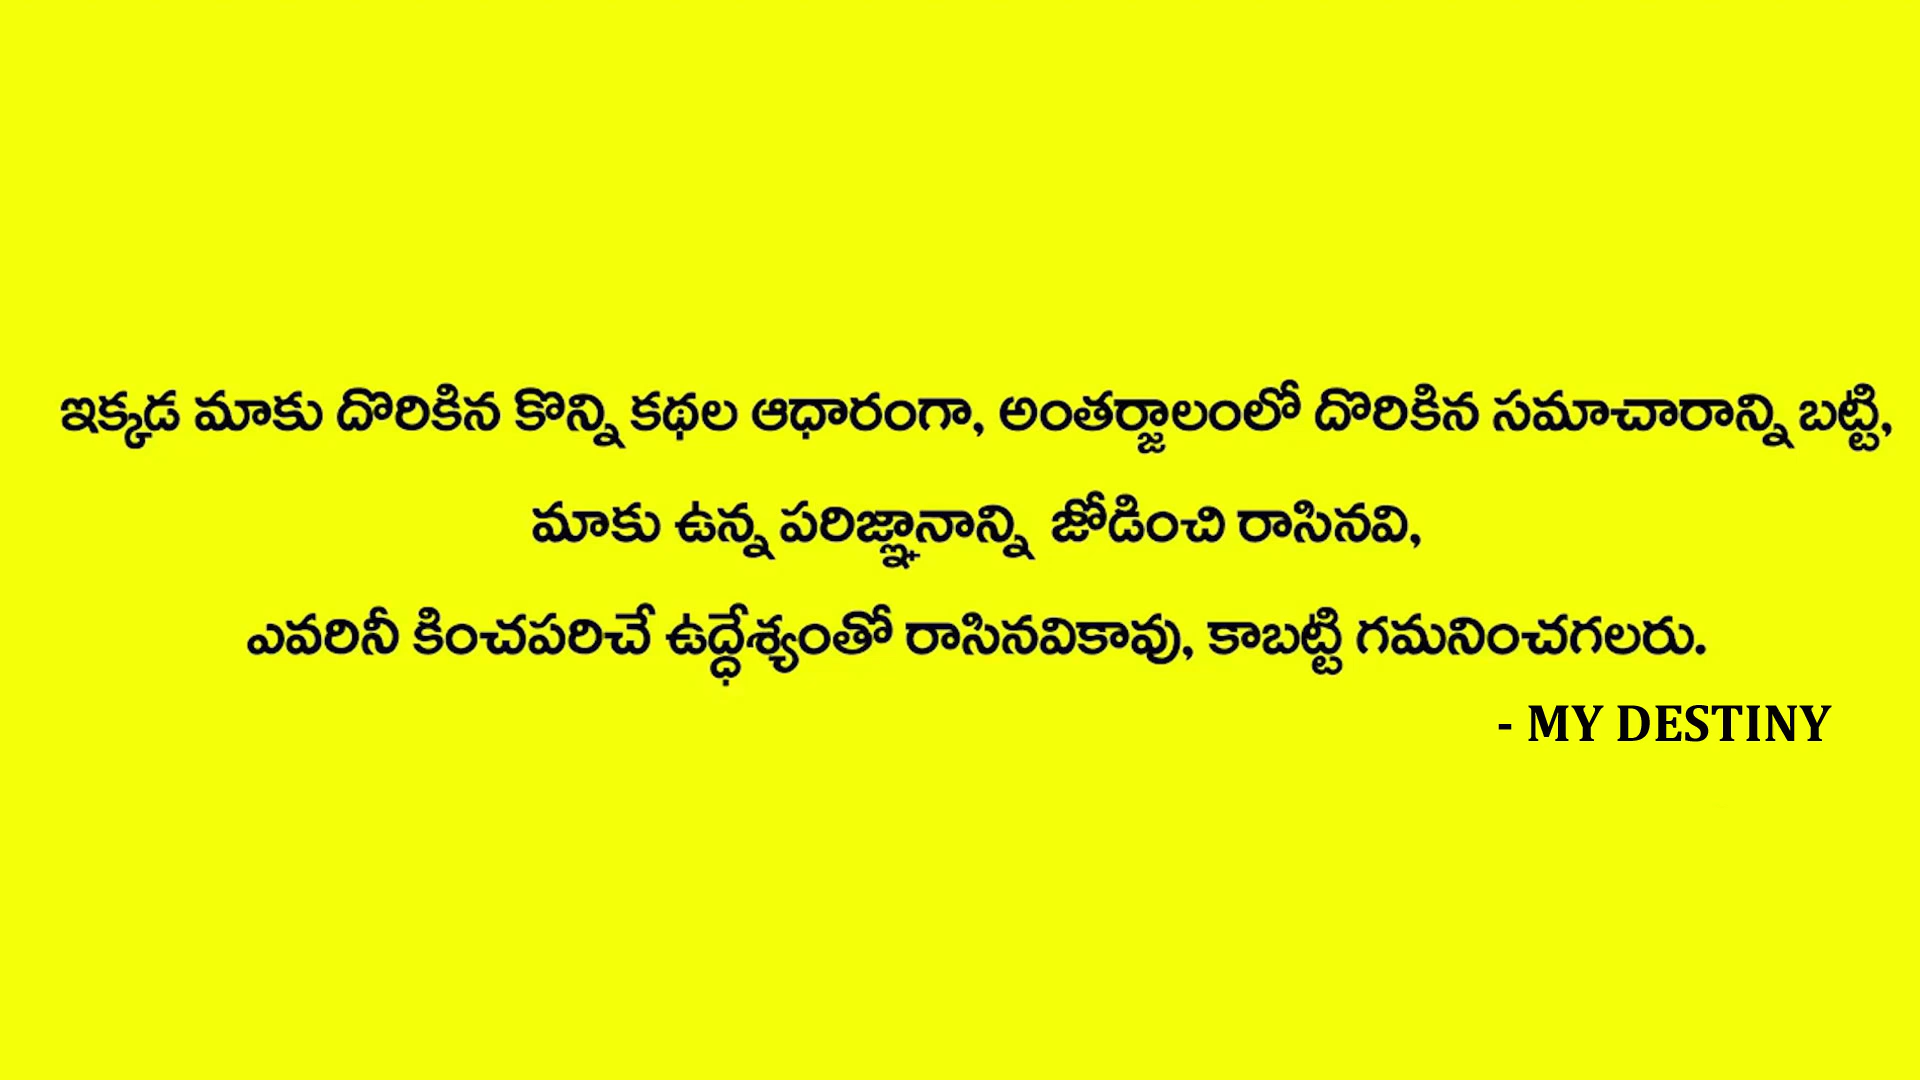 ఇక్కడ మాకు దొరికిన కొన్ని కథల ఆధారంగా, అంతర్జాలంలో దొరికిన సమాచారాన్ని బట్టి,
మాకు ఉన్న పరిజ్ఞానాన్ని జోడించి రాసినవి,
ఎవరినీ కించపరిచే ఉద్ధేశ్యంతో రాసినవికావు, కాబట్టి గమనించగలరు.
- MY DESTINY